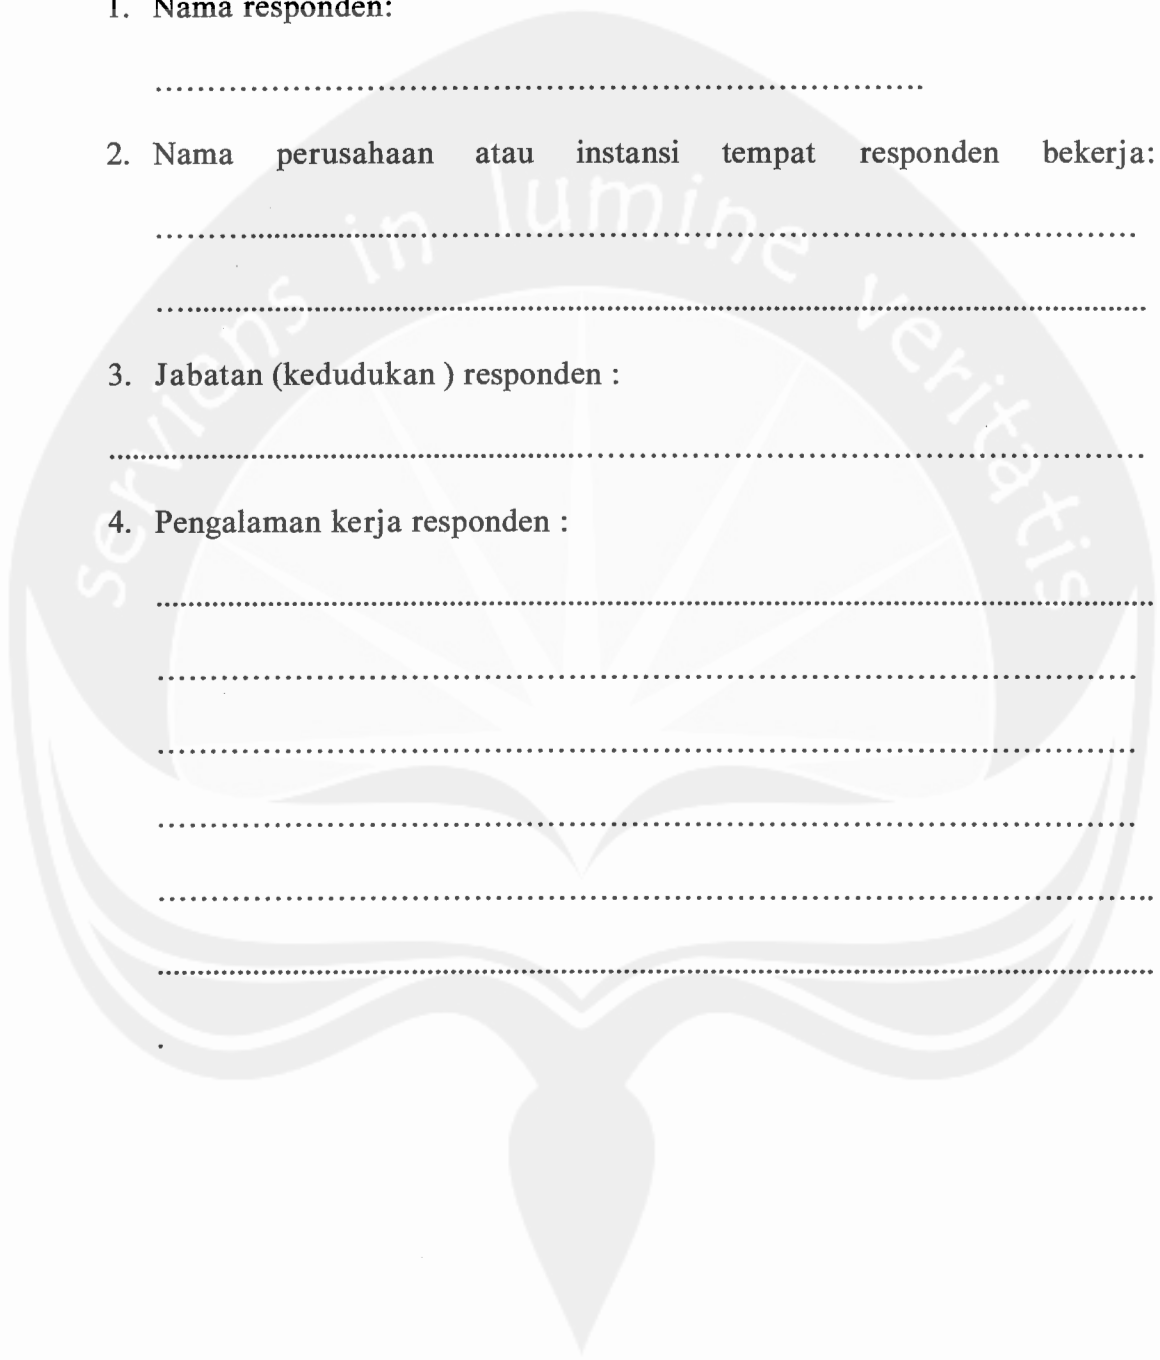 1. Nama responden:
......................................................................
2. Nama perusahaan atau instansi tempat responden bekerja:
..........................................................................................
..........................................................................................
3. Jabatan (kedudukan ) responden :
..........................................................................................
4. Pengalaman kerja responden :
..........................................................................................
..........................................................................................
..........................................................................................
..........................................................................................
..........................................................................................
..........................................................................................
.
serviens in lumine veritatis